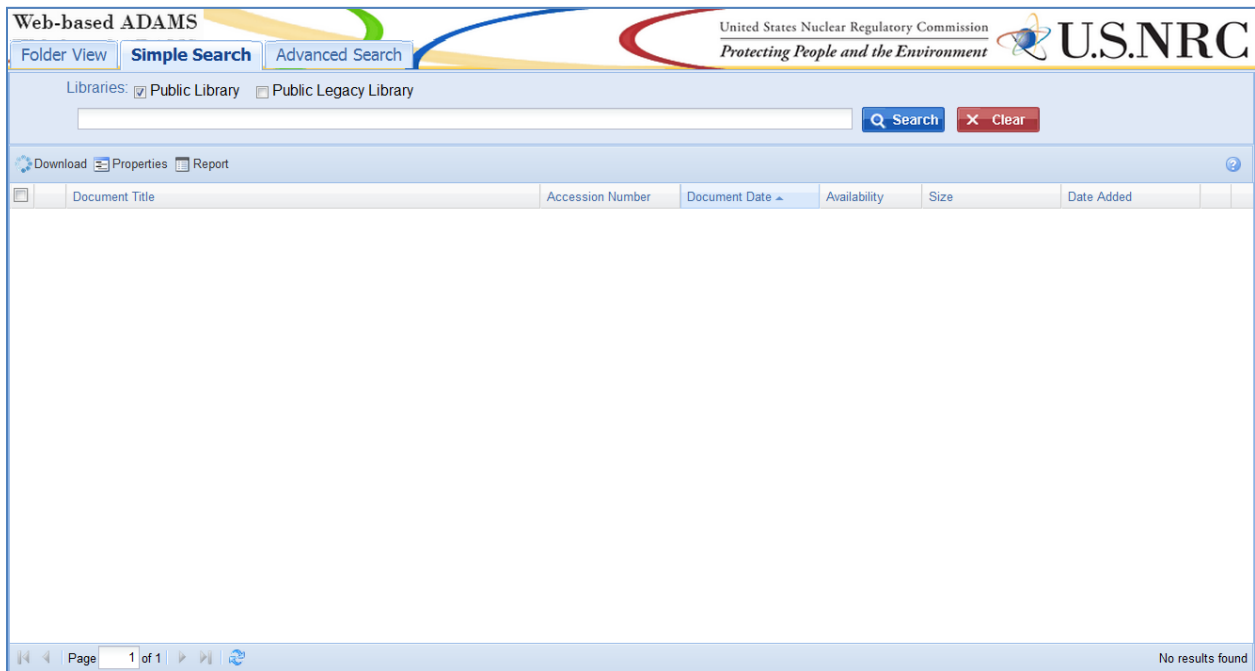 Web-based ADAMS
United States Nuclear Regulatory Commission
Protecting People and the Environment
U.S.NRC
Folder View Simple Search Advanced Search
Libraries: Public Library Public Legacy Library
Search Clear
Download Properties Report
Document Title Accession Number Document Date Availability Size Date Added
Page 1 of 1 No results found